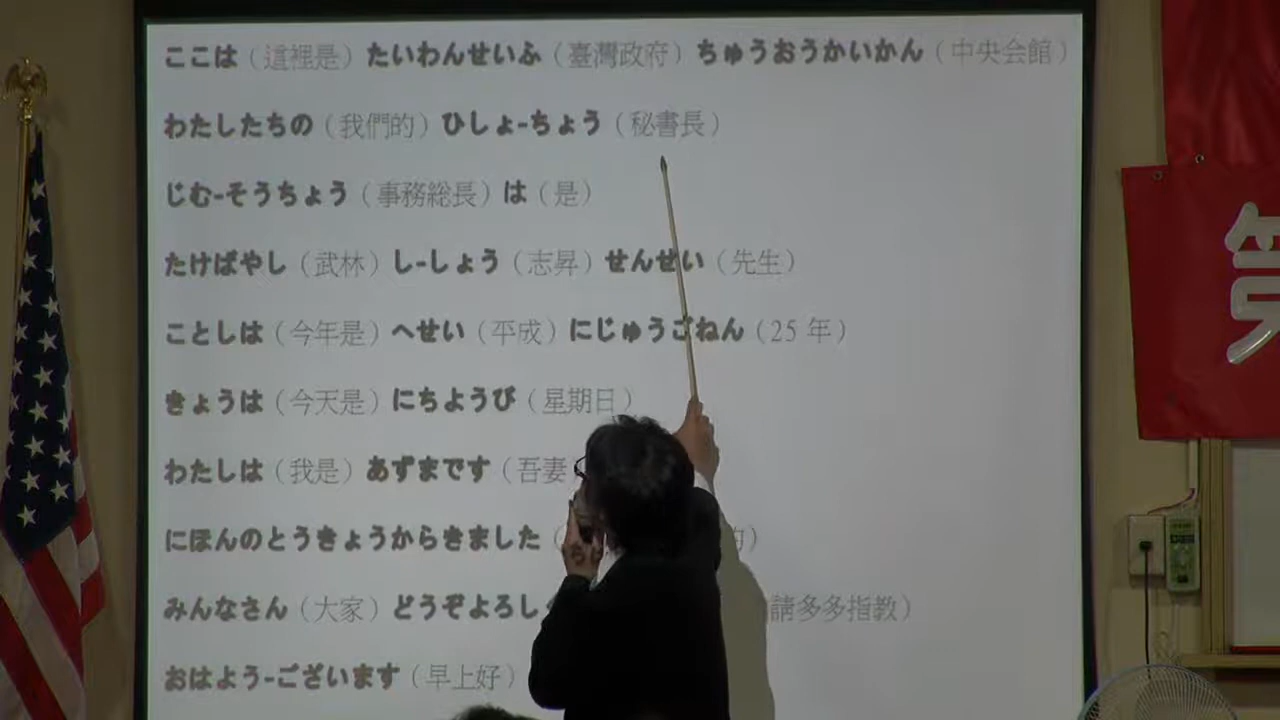 ここは（這裡是）たいわんせいふ（臺灣政府）ちゅうおうかいかん（中央会館）
わたしたちの（我們的）ひしょ-ちょう（秘書長）
じむ-そうちょう（事務総長）は（是）
たけばやし（武林）し-しょう（志昇）せんせい（先生）
ことしは（今年是）へせい（平成）にじゅうごねん（25 年）
きょうは（今天是）にちようび（星期日）
わたしは（我是）あずまです（吾妻
にほんのとうきょうからきました（
みんなさん（大家）どうぞよろし 請多多指教）
おはよう-ございます（早上好）
第